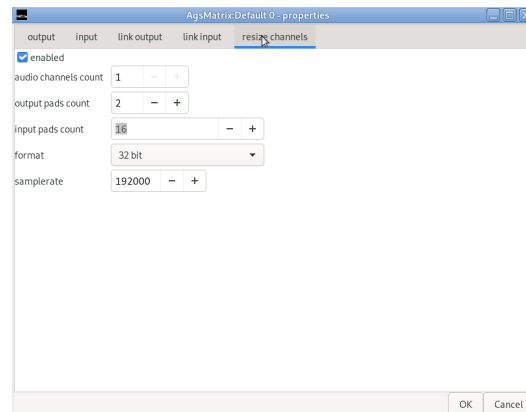 AgsMatrix:Default 0 - properties
output input link output link input resize channels
enabled
audio channels count 1 − +
output pads count 2 − +
input pads count 16 − +
format 32 bit
samplerate 192000 − +
OK Cancel